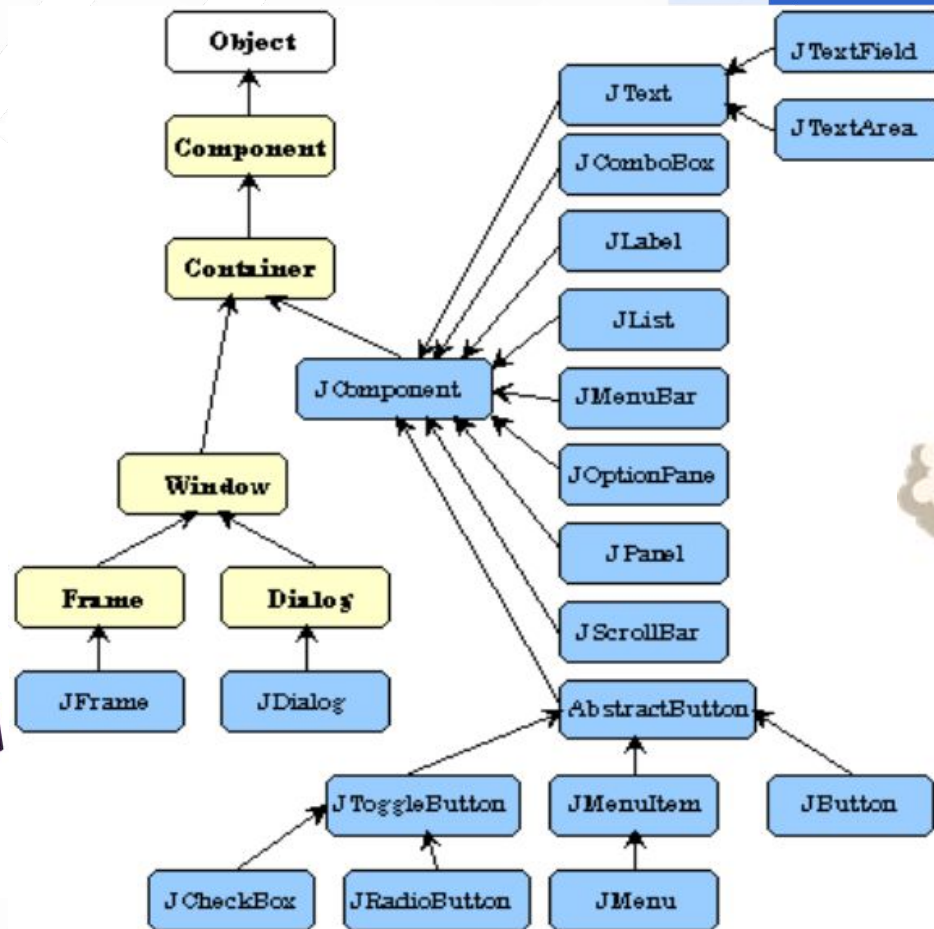 Object
Component
Container
Window
Frame
Dialog
JFrame
JDialog
JComponent
JText
JTextField
JTextArea
JComboBox
JLabel
JList
JMenuBar
JOptionPane
JPanel
JScrollBar
AbstractButton
JToggleButton
JMenuItem
JButton
JCheckBox
JRadioButton
JMenu